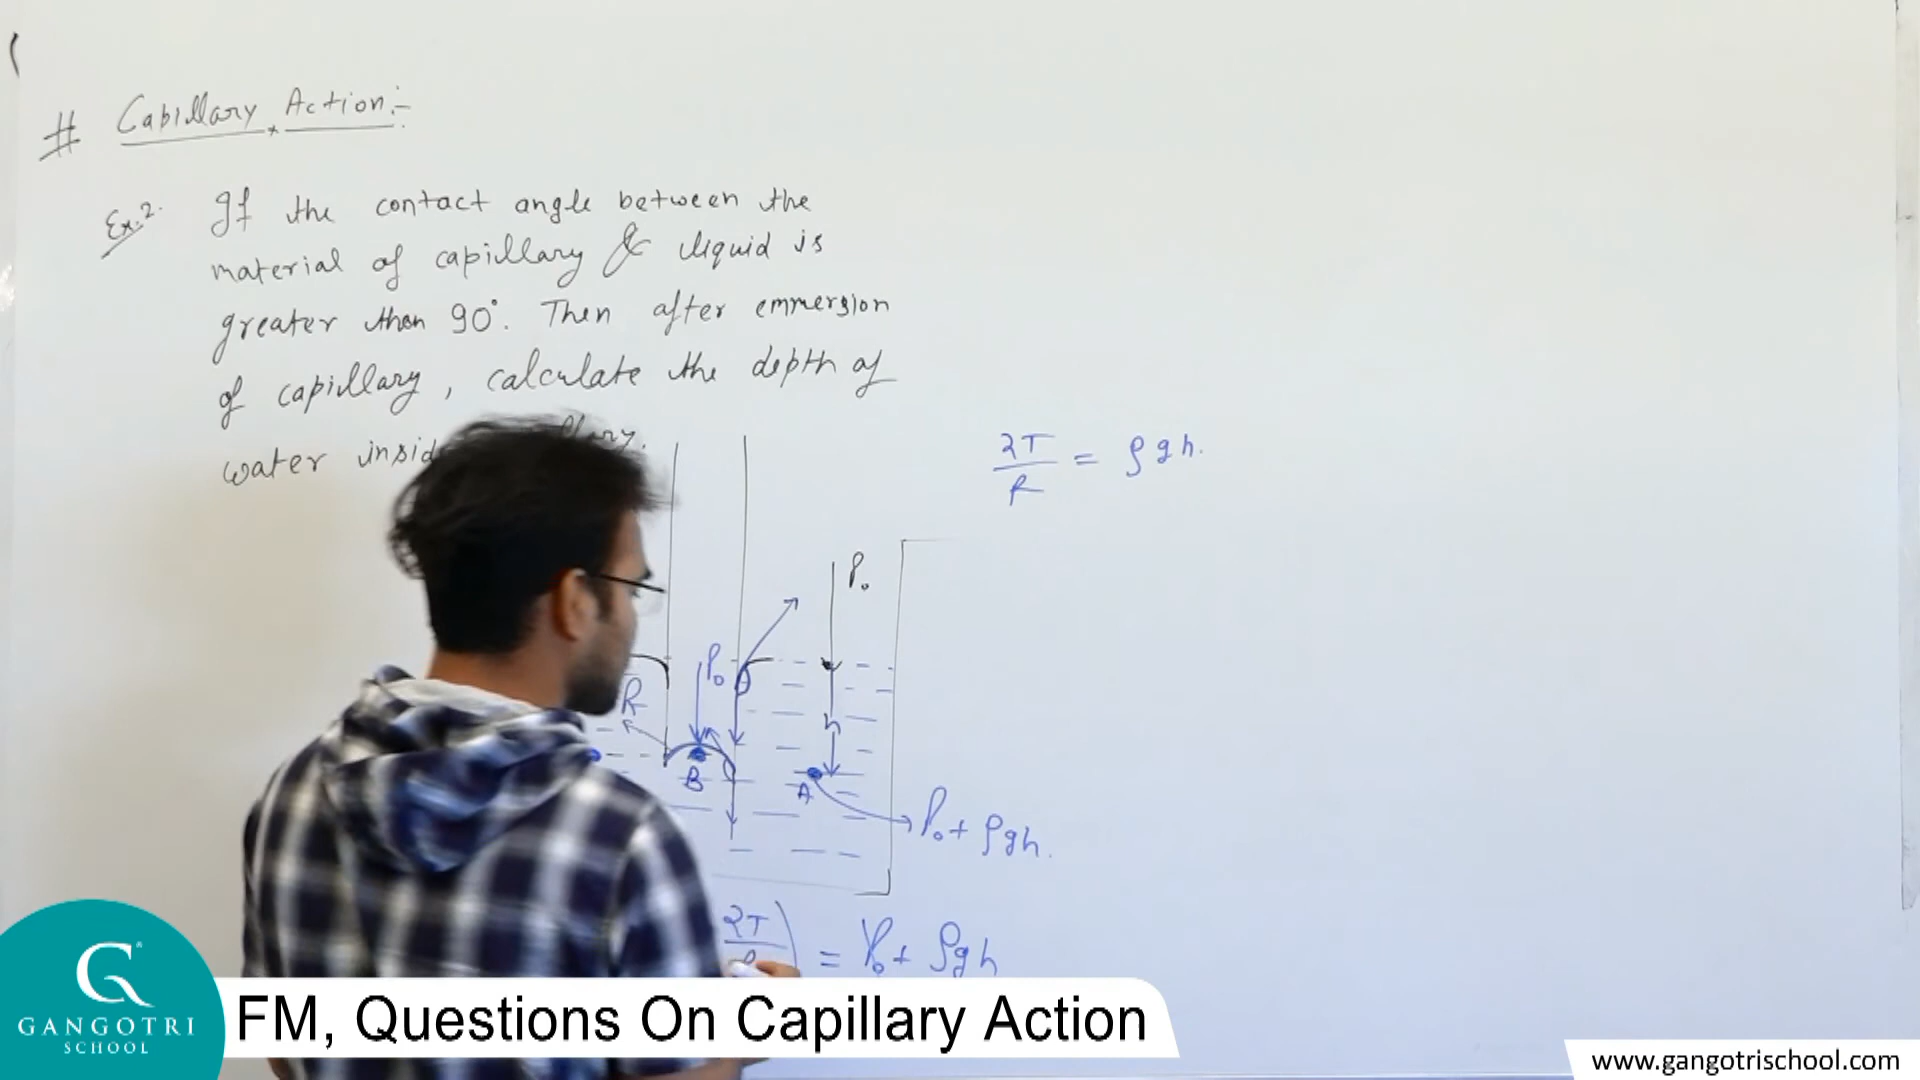 # Capillary Action:-
Ex.2. If the contact angle between the
material of capillary & liquid is
greater than 90°. Then after emmersion
of capillary, calculate the depth of
water insid
2T/R = ρgh.
P₀
P₀
R
h
B
A
P₀ + ρgh.
2T = P₀ + ρgh
G
GANGOTRI
SCHOOL
FM, Questions On Capillary Action
www.gangotrischool.com